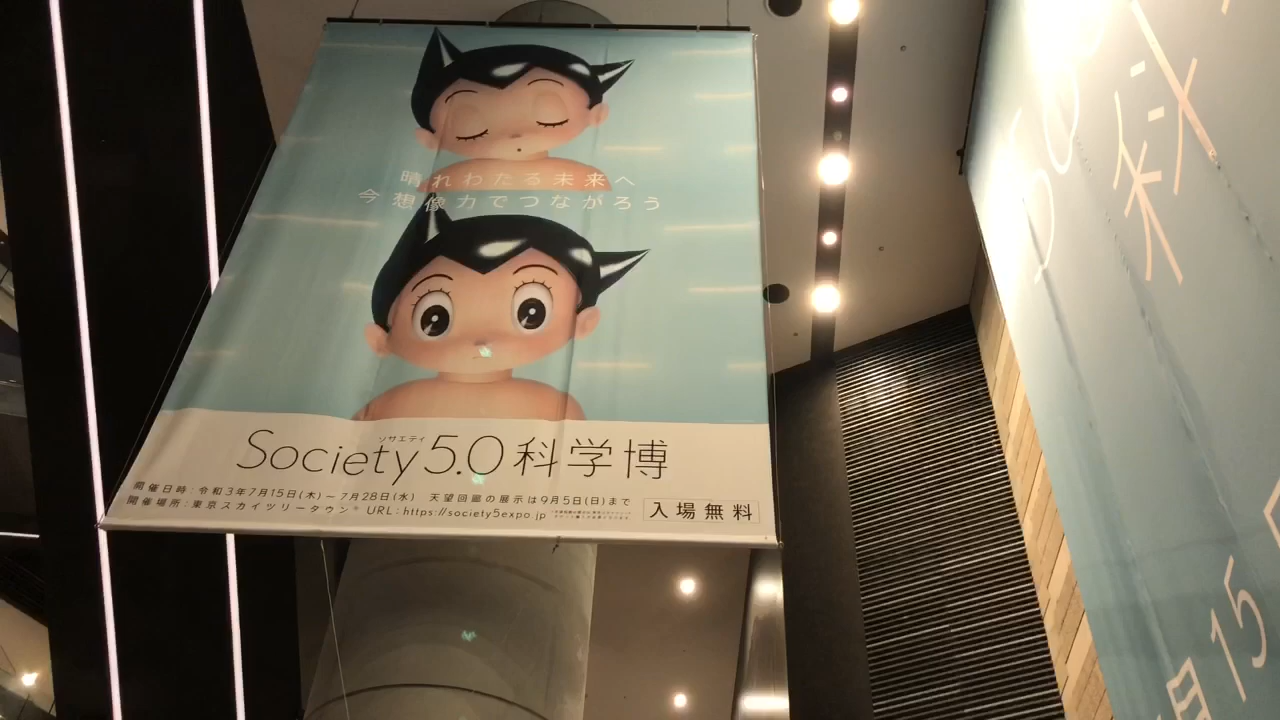 晴れわたる未来へ
今想像力でつながろう
ソサエティ
Society 5.0 科学博
開催日時：令和3年7月15日(木)～7月28日(水) 天望回廊の展示は9月5日(日)まで
開催場所：東京スカイツリータウン® URL：https://society5expo.jp
入場無料
月15